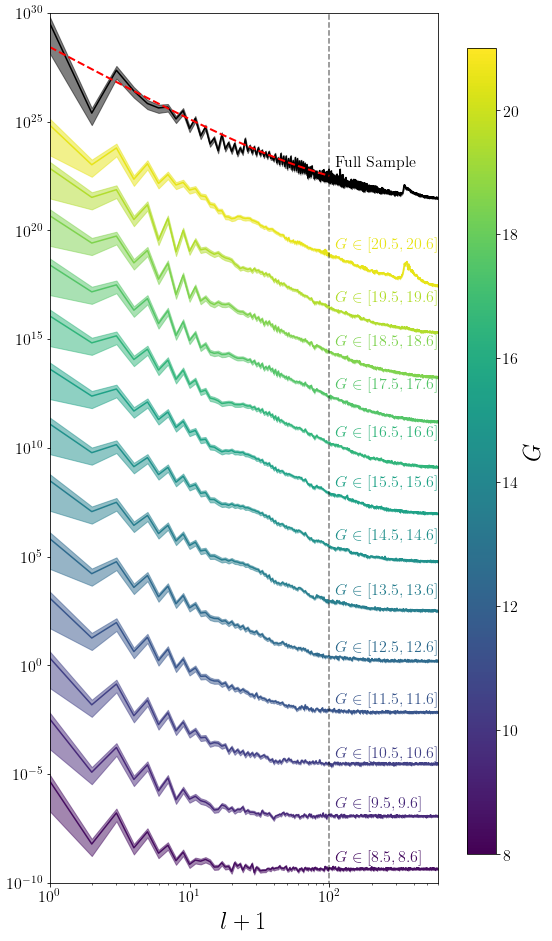 10^30
10^25
10^20
10^15
10^10
10^5
10^0
10^−5
10^−10
10^0
10^1
10^2
l + 1
Full Sample
G ∈ [20.5, 20.6]
G ∈ [19.5, 19.6]
G ∈ [18.5, 18.6]
G ∈ [17.5, 17.6]
G ∈ [16.5, 16.6]
G ∈ [15.5, 15.6]
G ∈ [14.5, 14.6]
G ∈ [13.5, 13.6]
G ∈ [12.5, 12.6]
G ∈ [11.5, 11.6]
G ∈ [10.5, 10.6]
G ∈ [9.5, 9.6]
G ∈ [8.5, 8.6]
20
18
16
14
12
10
8
G